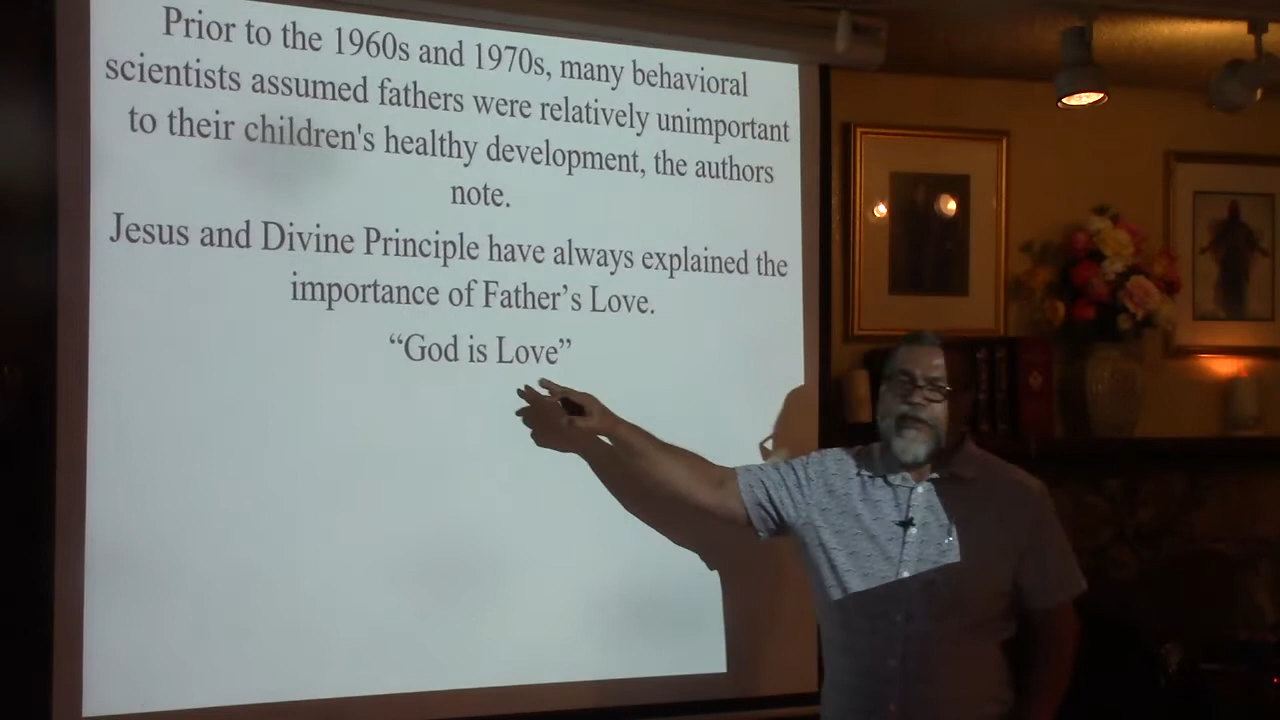 Prior to the 1960s and 1970s, many behavioral
scientists assumed fathers were relatively unimportant
to their children's healthy development, the authors
note.
Jesus and Divine Principle have always explained the
importance of Father’s Love.
“God is Love”